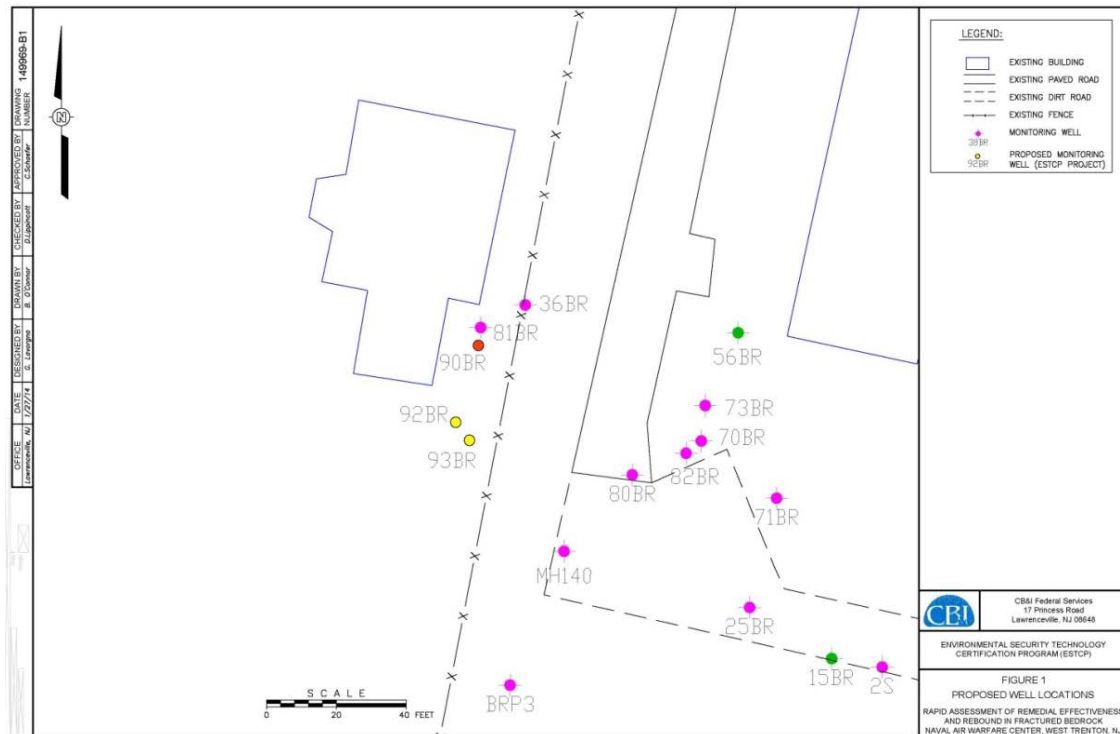 LEGEND:
EXISTING BUILDING
EXISTING PAVED ROAD
EXISTING DIRT ROAD
EXISTING FENCE
MONITORING WELL
38BR
PROPOSED MONITORING
WELL (ESTCP PROJECT)
92BR
DRAWING
NUMBER
149969-B1
APPROVED BY
C.Schaefer
CHECKED BY
D.Lippincott
DRAWN BY
B. O'Connor
DESIGNED BY
G. Lavorgna
DATE
1/27/14
OFFICE
Lawrenceville, NJ
N
36BR
81BR
90BR
56BR
92BR
93BR
73BR
70BR
82BR
80BR
71BR
MH140
25BR
15BR
2S
BRP3
SCALE
0 20 40 FEET
CB&I
CB&I Federal Services
17 Princess Road
Lawrenceville, NJ 08648
ENVIRONMENTAL SECURITY TECHNOLOGY
CERTIFICATION PROGRAM (ESTCP)
FIGURE 1
PROPOSED WELL LOCATIONS
RAPID ASSESSMENT OF REMEDIAL EFFECTIVENESS
AND REBOUND IN FRACTURED BEDROCK
NAVAL AIR WARFARE CENTER, WEST TRENTON, NJ